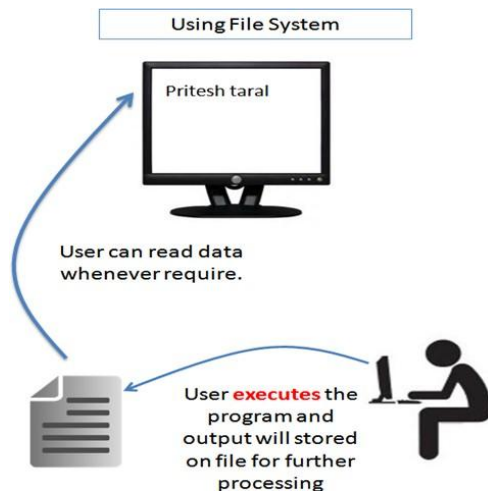 Using File System
Pritesh taral
User can read data
whenever require.
User executes the
program and
output will stored
on file for further
processing